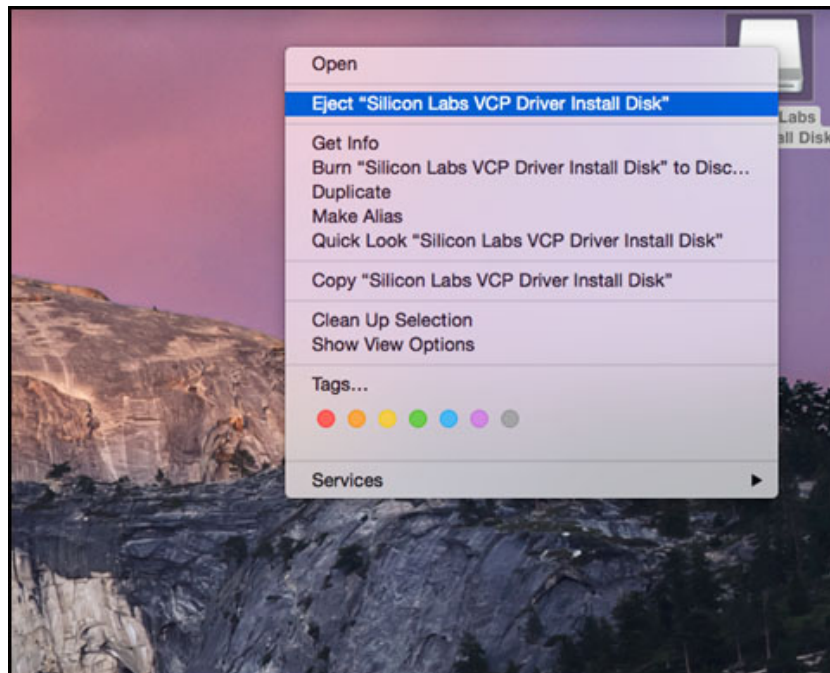 Open
Eject “Silicon Labs VCP Driver Install Disk”
Get Info
Burn “Silicon Labs VCP Driver Install Disk” to Disc...
Duplicate
Make Alias
Quick Look “Silicon Labs VCP Driver Install Disk”
Copy “Silicon Labs VCP Driver Install Disk”
Clean Up Selection
Show View Options
Tags...
Services
Labs
all Disk